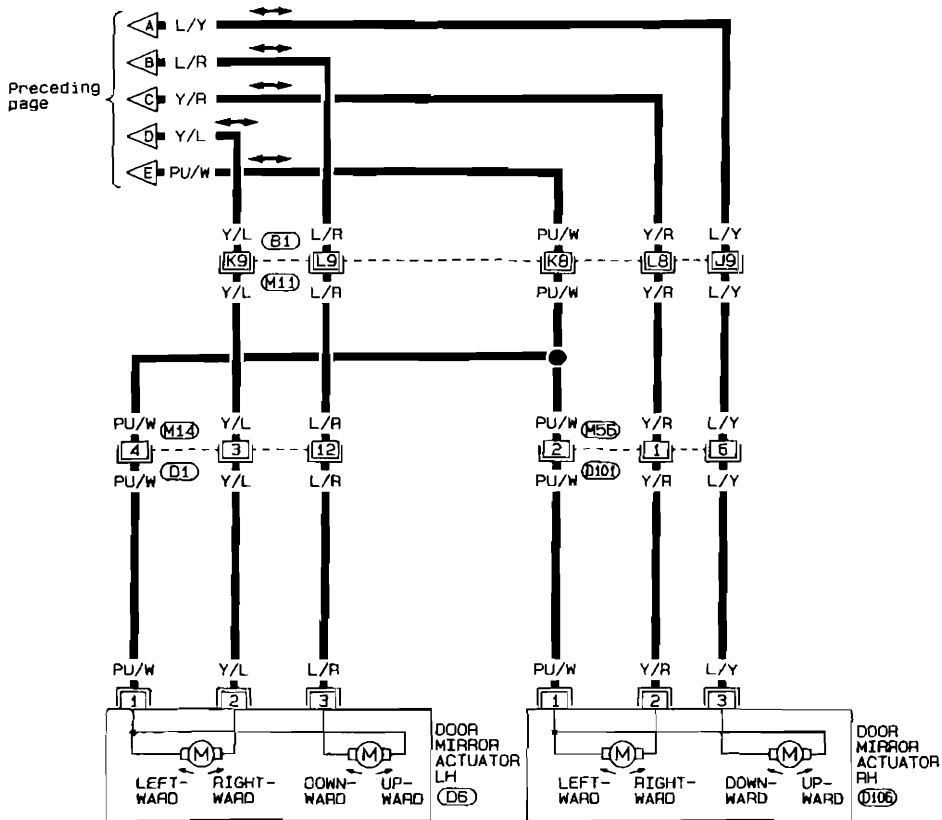 A L/Y
B L/R
Preceding
page
C Y/R
D Y/L
E PU/W
Y/L B1 L/R PU/W Y/R L/Y
K9 L9 K8 L8 J9
Y/L M11 L/R PU/W Y/R L/Y
PU/W M14 Y/L L/R PU/W M56 Y/R L/Y
4 3 12 2 1 6
PU/W D1 Y/L L/R PU/W D101 Y/R L/Y
PU/W Y/L L/R PU/W Y/R L/Y
1 2 3 1 2 3
M M M M
LEFT-
WARD
RIGHT-
WARD
DOWN-
WARD
UP-
WARD
DOOR
MIRROR
ACTUATOR
LH
D6
LEFT-
WARD
RIGHT-
WARD
DOWN-
WARD
UP-
WARD
DOOR
MIRROR
ACTUATOR
RH
D106